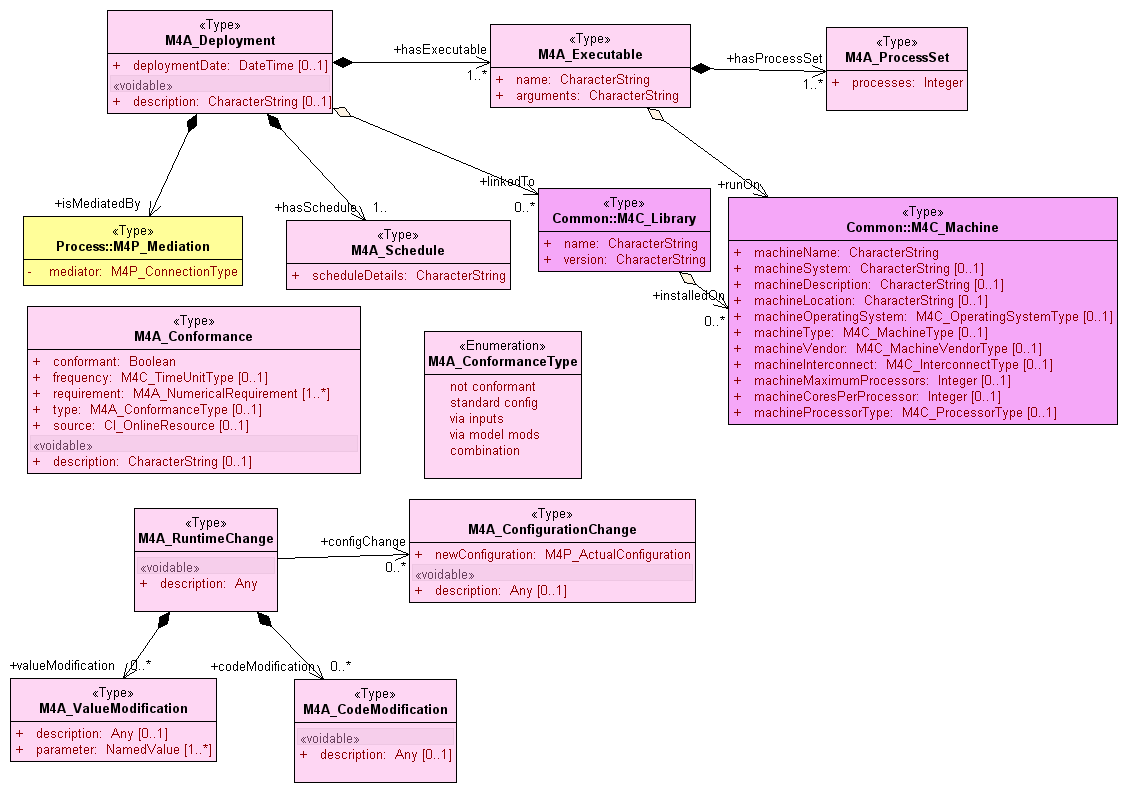 «Type»
M4A_Deployment
+ deploymentDate: DateTime [0..1]
«voidable»
+ description: CharacterString [0..1]
+hasExecutable
1..*
«Type»
M4A_Executable
+ name: CharacterString
+ arguments: CharacterString
+hasProcessSet
1..*
«Type»
M4A_ProcessSet
+ processes: Integer
+isMediatedBy
+hasSchedule
1..
+linkedTo
0..*
+runOn
«Type»
Process::M4P_Mediation
- mediator: M4P_ConnectionType
«Type»
M4A_Schedule
+ scheduleDetails: CharacterString
«Type»
Common::M4C_Library
+ name: CharacterString
+ version: CharacterString
+installedOn
0..*
«Type»
Common::M4C_Machine
+ machineName: CharacterString
+ machineSystem: CharacterString [0..1]
+ machineDescription: CharacterString [0..1]
+ machineLocation: CharacterString [0..1]
+ machineOperatingSystem: M4C_OperatingSystemType [0..1]
+ machineType: M4C_MachineType [0..1]
+ machineVendor: M4C_MachineVendorType [0..1]
+ machineInterconnect: M4C_InterconnectType [0..1]
+ machineMaximumProcessors: Integer [0..1]
+ machineCoresPerProcessor: Integer [0..1]
+ machineProcessorType: M4C_ProcessorType [0..1]
«Type»
M4A_Conformance
+ conformant: Boolean
+ frequency: M4C_TimeUnitType [0..1]
+ requirement: M4A_NumericalRequirement [1..*]
+ type: M4A_ConformanceType [0..1]
+ source: CI_OnlineResource [0..1]
«voidable»
+ description: CharacterString [0..1]
«Enumeration»
M4A_ConformanceType
not conformant
standard config
via inputs
via model mods
combination
«Type»
M4A_RuntimeChange
«voidable»
+ description: Any
+configChange
0..*
«Type»
M4A_ConfigurationChange
+ newConfiguration: M4P_ActualConfiguration
«voidable»
+ description: Any [0..1]
+valueModification
0..*
+codeModification
0..*
«Type»
M4A_ValueModification
+ description: Any [0..1]
+ parameter: NamedValue [1..*]
«Type»
M4A_CodeModification
«voidable»
+ description: Any [0..1]